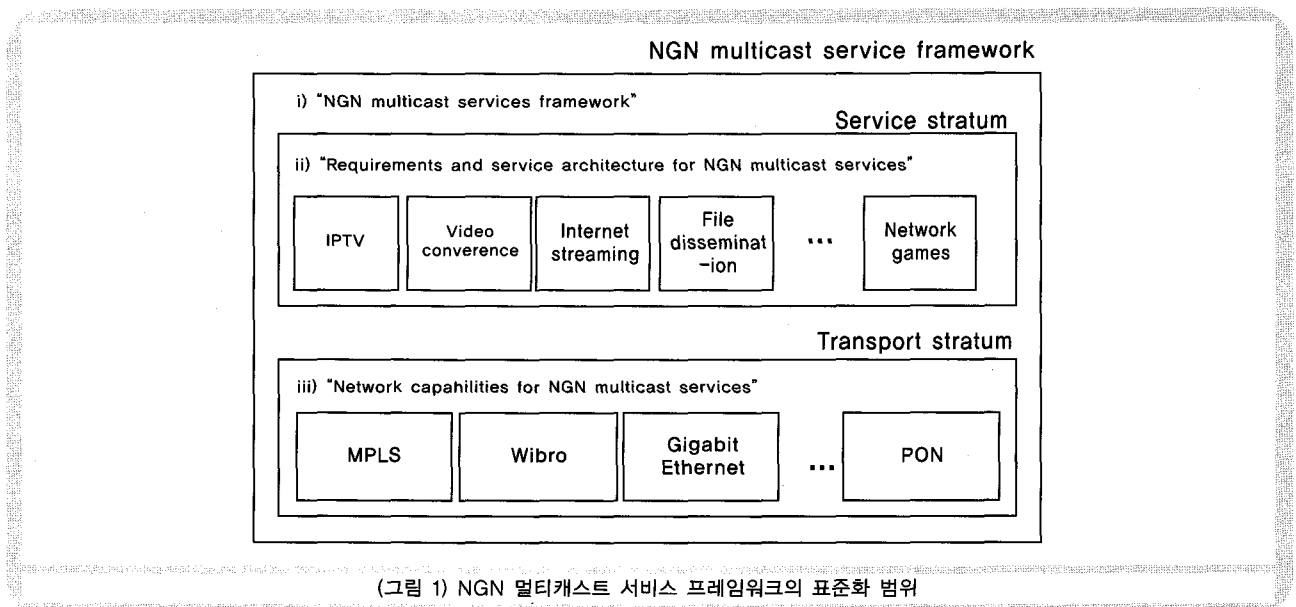 NGN multicast service framework
i) "NGN multicast services framework"
Service stratum
ii) "Requirements and service architecture for NGN multicast services"
IPTV
Video
converence
Internet
streaming
File
disseminat
-ion
...
Network
games
Transport stratum
iii) "Network capahilities for NGN multicast services"
MPLS
Wibro
Gigabit
Ethernet
...
PON
(그림 1) NGN 멀티캐스트 서비스 프레임워크의 표준화 범위